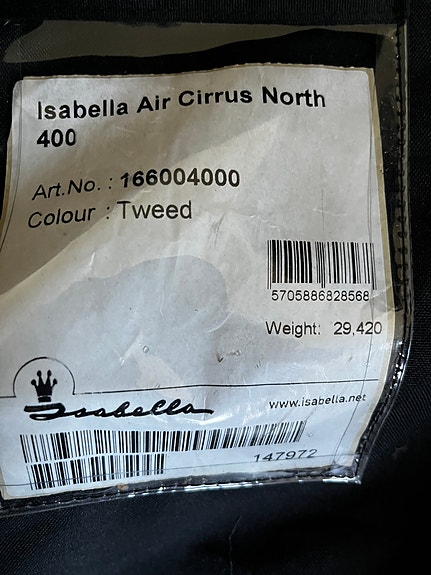 Isabella Air Cirrus North
400
Art.No. : 166004000
Colour : Tweed
5705886828568
Weight: 29,420
Isabella
www.isabella.net
147972